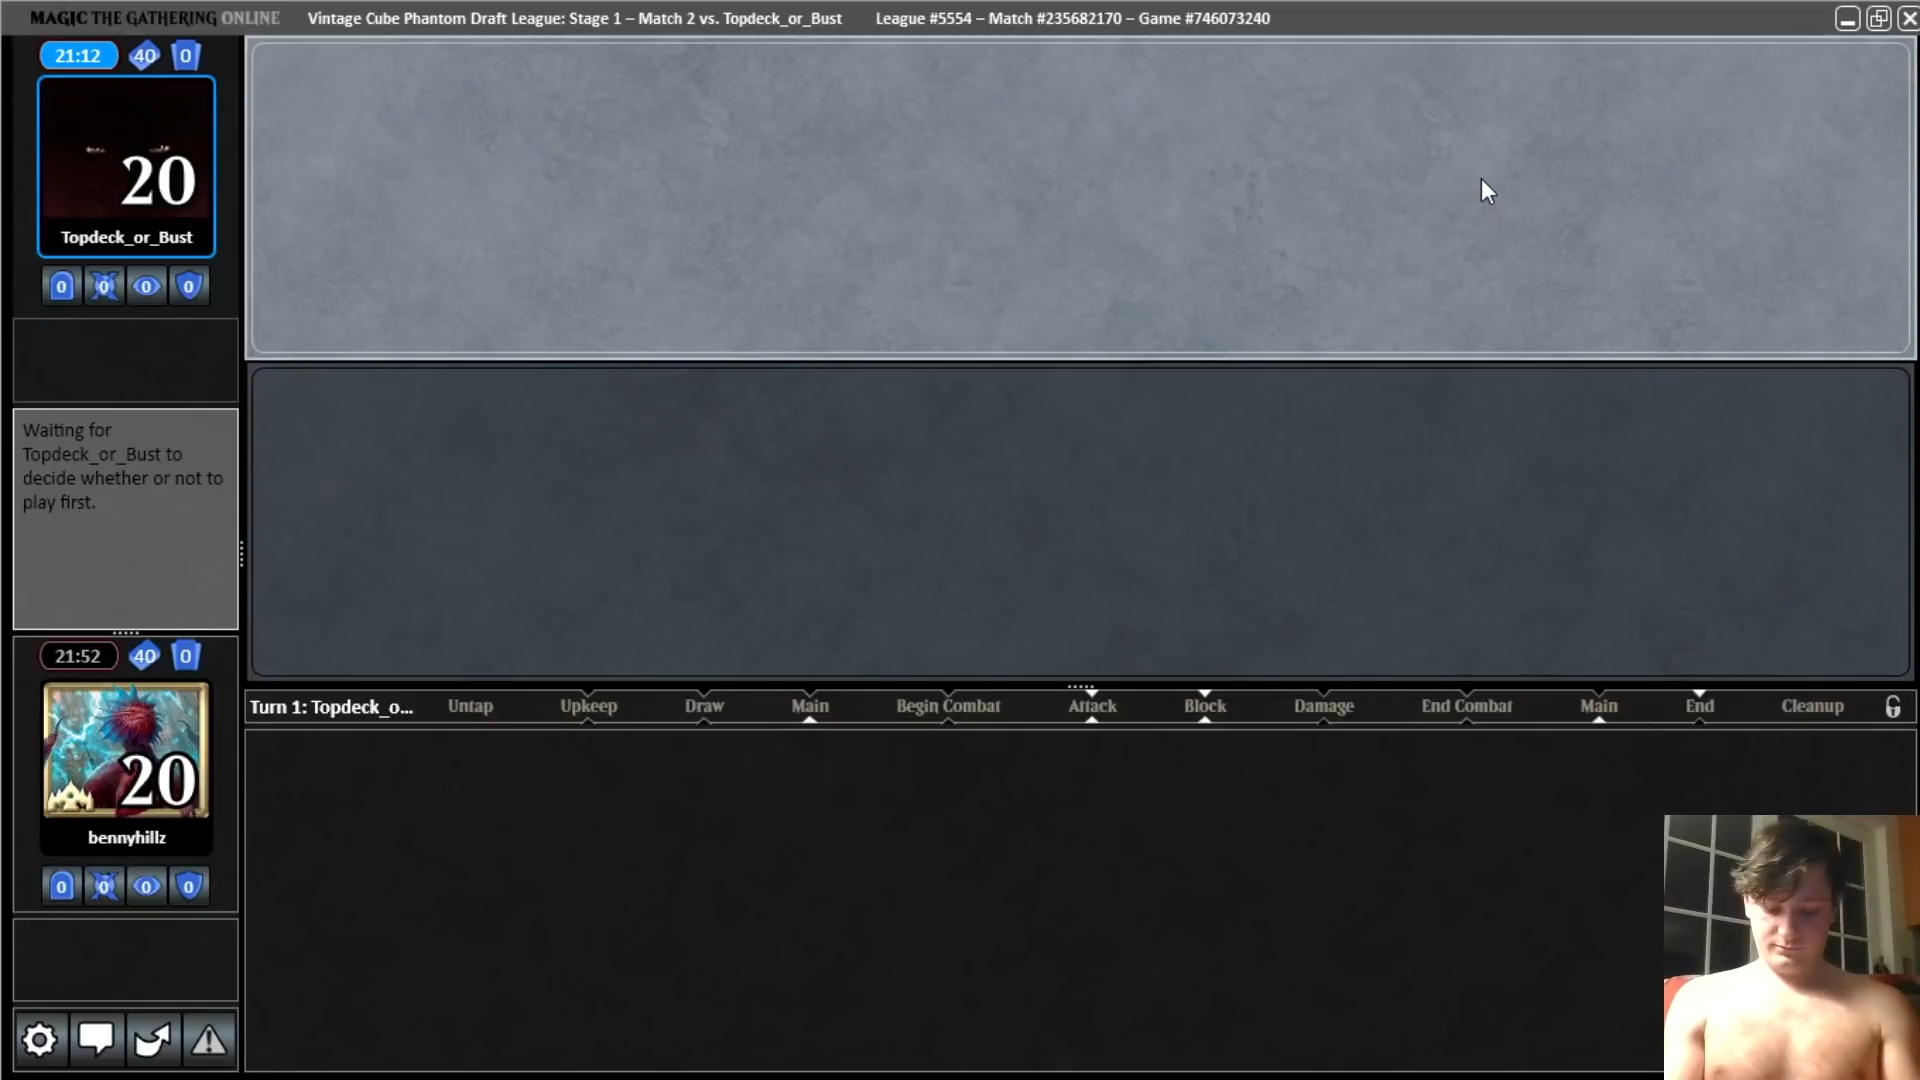 MAGIC THE GATHERING ONLINE
Vintage Cube Phantom Draft League: Stage 1 – Match 2 vs. Topdeck_or_Bust
League #5554 – Match #235682170 – Game #746073240
21:12
40
0
20
Topdeck_or_Bust
0
0
0
0
Waiting for
Topdeck_or_Bust to
decide whether or not to
play first.
21:52
40
0
20
bennyhillz
0
0
0
0
Turn 1: Topdeck_o...
Untap
Upkeep
Draw
Main
Begin Combat
Attack
Block
Damage
End Combat
Main
End
Cleanup